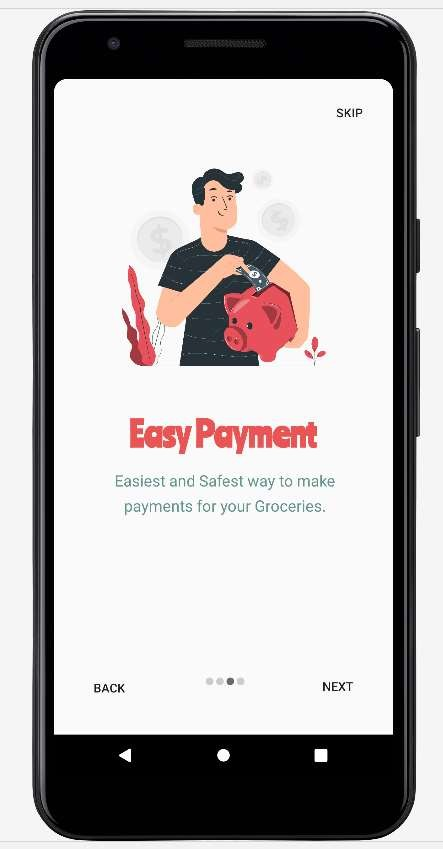 SKIP
Easy Payment
Easiest and Safest way to make
payments for your Groceries.
BACK
NEXT